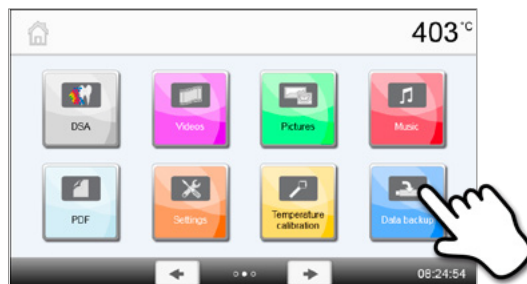 403 °C
DSA
Videos
Pictures
Music
PDF
Settings
Temperature
calibration
Data backup
08:24:54